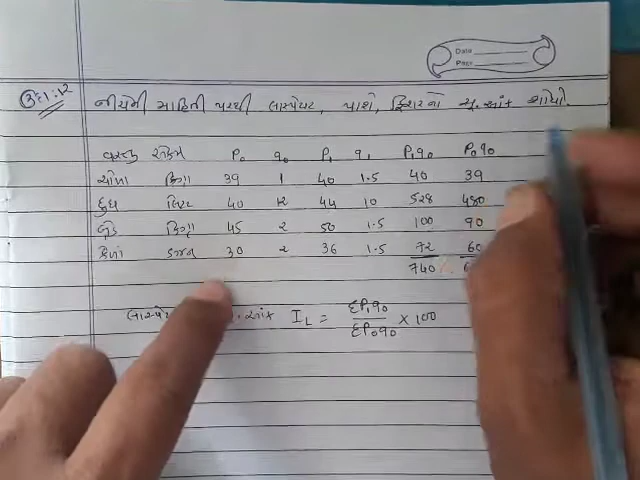 Date
Page
ઉદા:12
નીચેની માહિતી પરથી લાસ્પેયર, પાશે, ફિશરનો સૂ.આંક શોધો.
વસ્તુ એકમ P₀ q₀ P₁ q₁ P₁q₀ P₀q₀
ચોખા કિગ્રા 39 1 40 1.5 40 39
દુધ લિટર 40 12 44 10 528 480
કિગ્રા 45 2 50 1.5 100 90
કેળાં ડઝન 30 2 36 1.5 72 60
740
આંક I_L = ΣP₁q₀ / ΣP₀q₀ × 100